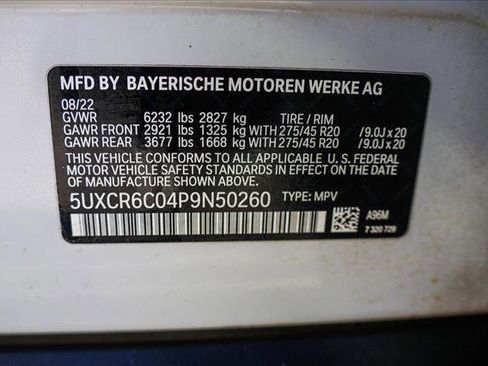 MFD BY BAYERISCHE MOTOREN WERKE AG
08/22
GVWR 6232 lbs 2827 kg TIRE / RIM
GAWR FRONT 2921 lbs 1325 kg WITH 275/45 R20 /9.0J x 20
GAWR REAR 3677 lbs 1668 kg WITH 275/45 R20 /9.0J x 20
THIS VEHICLE CONFORMS TO ALL APPLICABLE U. S. FEDERAL
MOTOR VEHICLE SAFETY STANDARDS IN EFFECT ON THE DATE
OF MANUFACTURE SHOWN ABOVE.
5UXCR6C04P9N50260 TYPE: MPV
A96M
7 320 729